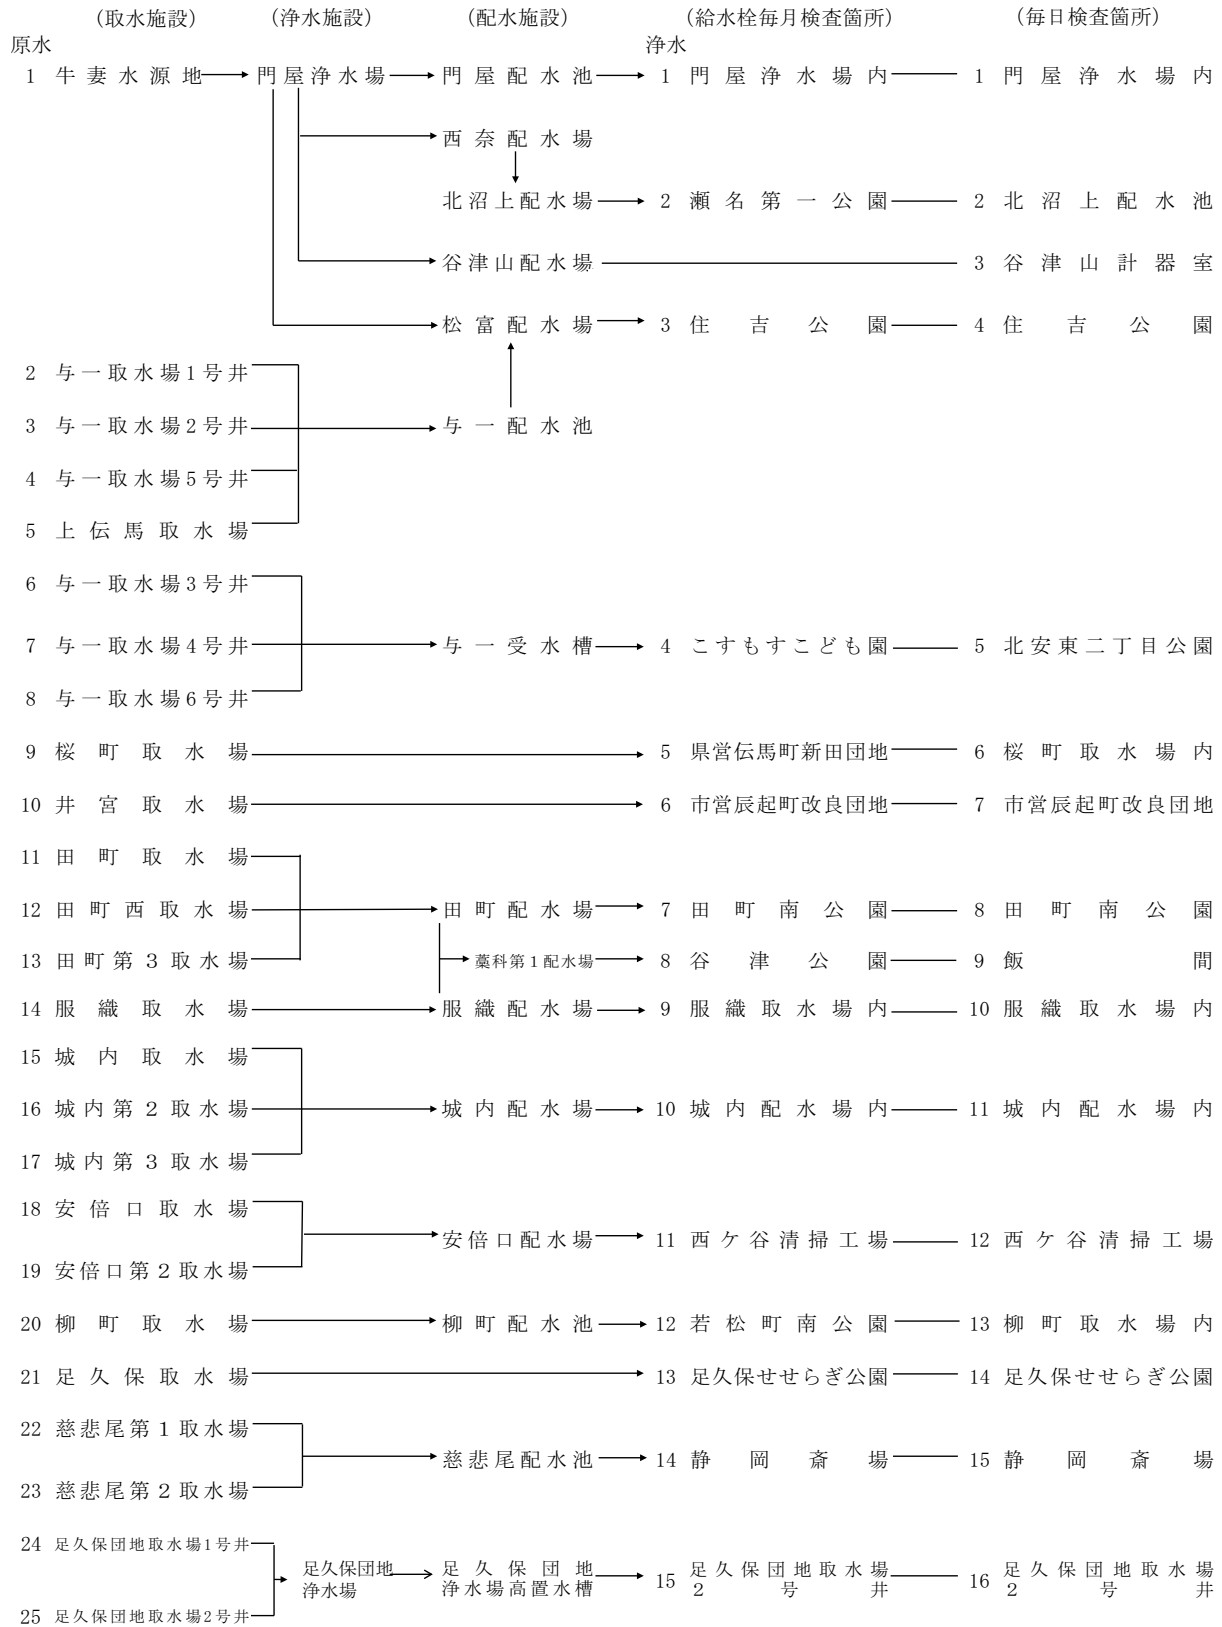 (取水施設) (浄水施設) (配水施設) (給水栓毎月検査箇所) (毎日検査箇所)
原水 浄水
1 牛妻水源地 門屋浄水場 門屋配水池 1 門屋浄水場内 1 門屋浄水場内
西奈配水場
北沼上配水場 2 瀬名第一公園 2 北沼上配水池
谷津山配水場 3 谷津山計器室
松富配水場 3 住吉公園 4 住吉公園
2 与一取水場1号井
3 与一取水場2号井 与一配水池
4 与一取水場5号井
5 上伝馬取水場
6 与一取水場3号井
7 与一取水場4号井 与一受水槽 4 こすもすこども園 5 北安東二丁目公園
8 与一取水場6号井
9 桜町取水場 5 県営伝馬町新田団地 6 桜町取水場内
10 井宮取水場 6 市営辰起町改良団地 7 市営辰起町改良団地
11 田町取水場
12 田町西取水場 田町配水場 7 田町南公園 8 田町南公園
13 田町第3取水場 藁科第1配水場 8 谷津公園 9 飯間
14 服織取水場 服織配水場 9 服織取水場内 10 服織取水場内
15 城内取水場
16 城内第2取水場 城内配水場 10 城内配水場内 11 城内配水場内
17 城内第3取水場
18 安倍口取水場
安倍口配水場 11 西ケ谷清掃工場 12 西ケ谷清掃工場
19 安倍口第2取水場
20 柳町取水場 柳町配水池 12 若松町南公園 13 柳町取水場内
21 足久保取水場 13 足久保せせらぎ公園 14 足久保せせらぎ公園
22 慈悲尾第1取水場
慈悲尾配水池 14 静岡斎場 15 静岡斎場
23 慈悲尾第2取水場
24 足久保団地取水場1号井
足久保団地 足久保団地 15 足久保団地取水場 16 足久保団地取水場
浄水場 浄水場高置水槽 2号井 2号井
25 足久保団地取水場2号井